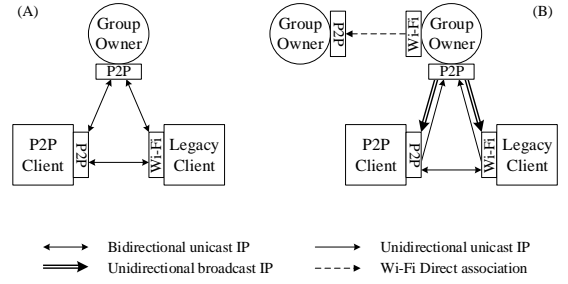 (A)
Group
Owner
P2P
P2P
Client
P2P
Wi-Fi
Legacy
Client
(B)
Group
Owner
P2P
Wi-Fi
Group
Owner
P2P
P2P
Client
P2P
Wi-Fi
Legacy
Client
Bidirectional unicast IP
Unidirectional unicast IP
Unidirectional broadcast IP
Wi-Fi Direct association